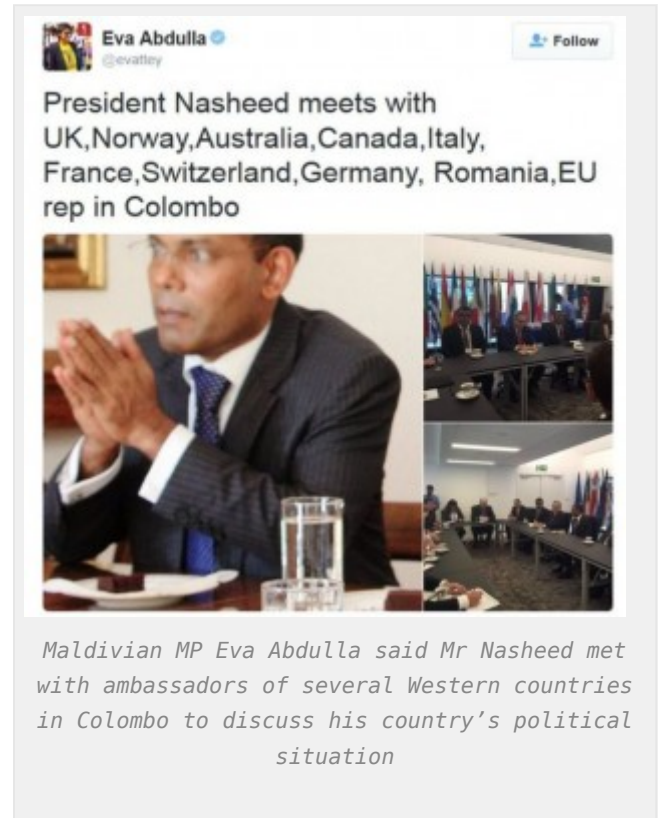 Eva Abdulla
@evattey
Follow
President Nasheed meets with
UK,Norway,Australia,Canada,Italy,
France,Switzerland,Germany, Romania,EU
rep in Colombo
Maldivian MP Eva Abdulla said Mr Nasheed met
with ambassadors of several Western countries
in Colombo to discuss his country’s political
situation